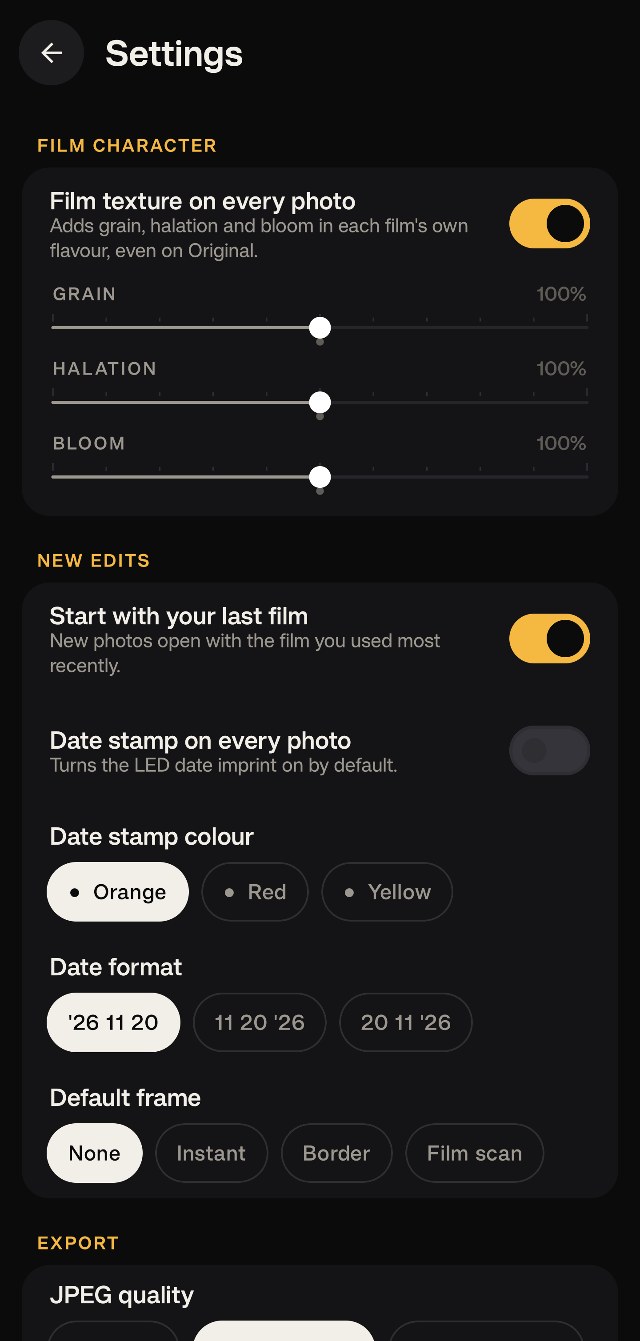 Settings
FILM CHARACTER
Film texture on every photo
Adds grain, halation and bloom in each film's own
flavour, even on Original.
GRAIN 100%
HALATION 100%
BLOOM 100%
NEW EDITS
Start with your last film
New photos open with the film you used most
recently.
Date stamp on every photo
Turns the LED date imprint on by default.
Date stamp colour
Orange Red Yellow
Date format
'26 11 20 11 20 '26 20 11 '26
Default frame
None Instant Border Film scan
EXPORT
JPEG quality